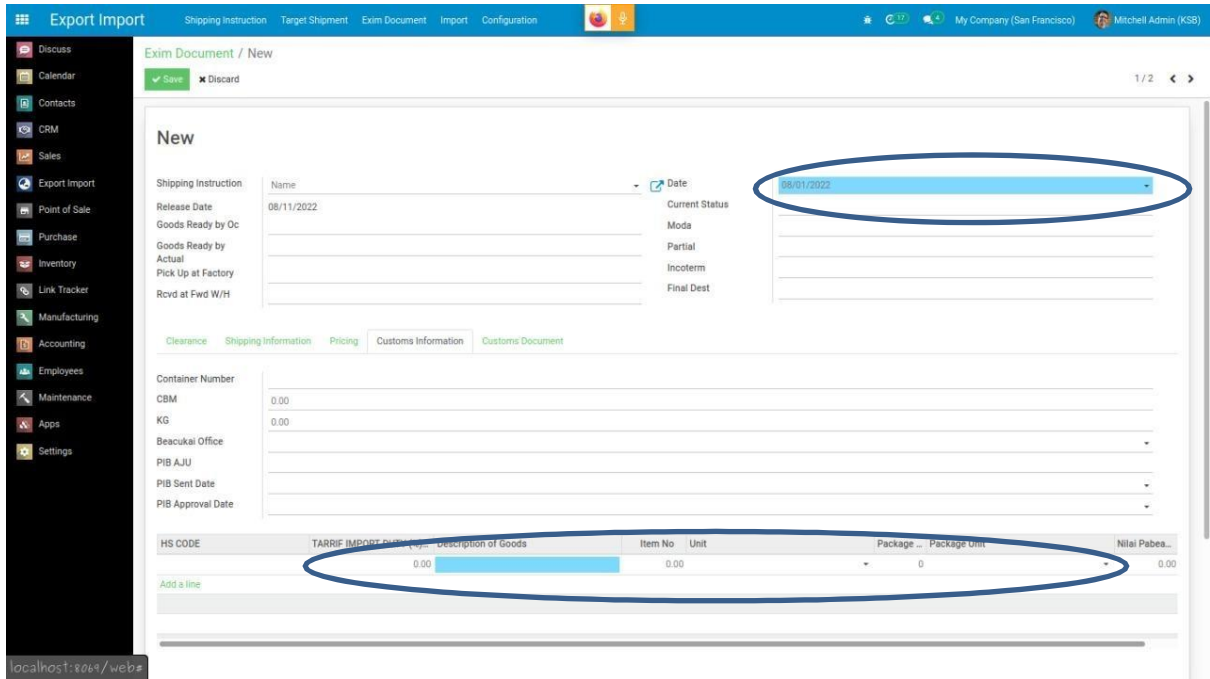 Export Import Shipping Instruction Target Shipment Exim Document Import Configuration 17 4 My Company (San Francisco) Mitchell Admin (KSB)
Discuss
Calendar
Contacts
CRM
Sales
Export Import
Point of Sale
Purchase
Inventory
Link Tracker
Manufacturing
Accounting
Employees
Maintenance
Apps
Settings
Exim Document / New
Save Discard 1 / 2
New
Shipping Instruction Name Date 08/01/2022
Release Date 08/11/2022 Current Status
Goods Ready by Oc Moda
Goods Ready by Actual Partial
Pick Up at Factory Incoterm
Rcvd at Fwd W/H Final Dest
Clearance Shipping Information Pricing Customs Information Customs Document
Container Number
CBM 0.00
KG 0.00
Beacukai Office
PIB AJU
PIB Sent Date
PIB Approval Date
HS CODE TARRIF IMPORT Description of Goods Item No Unit Package ... Package Unit Nilai Pabea...
0.00 0.00 0 0.00
Add a line
localhost:8069/web#